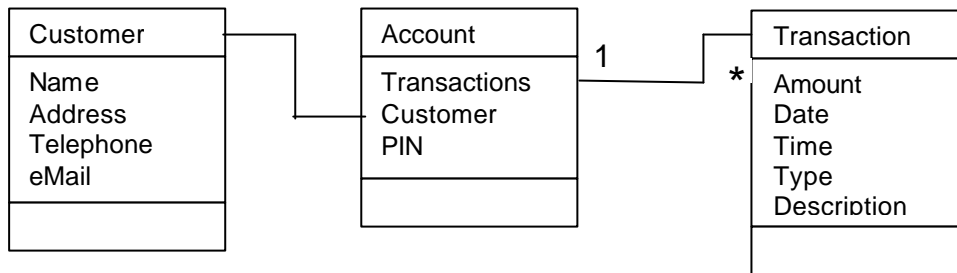 Customer
Name
Address
Telephone
eMail
Account
Transactions
Customer
PIN
1
*
Transaction
Amount
Date
Time
Type
Description